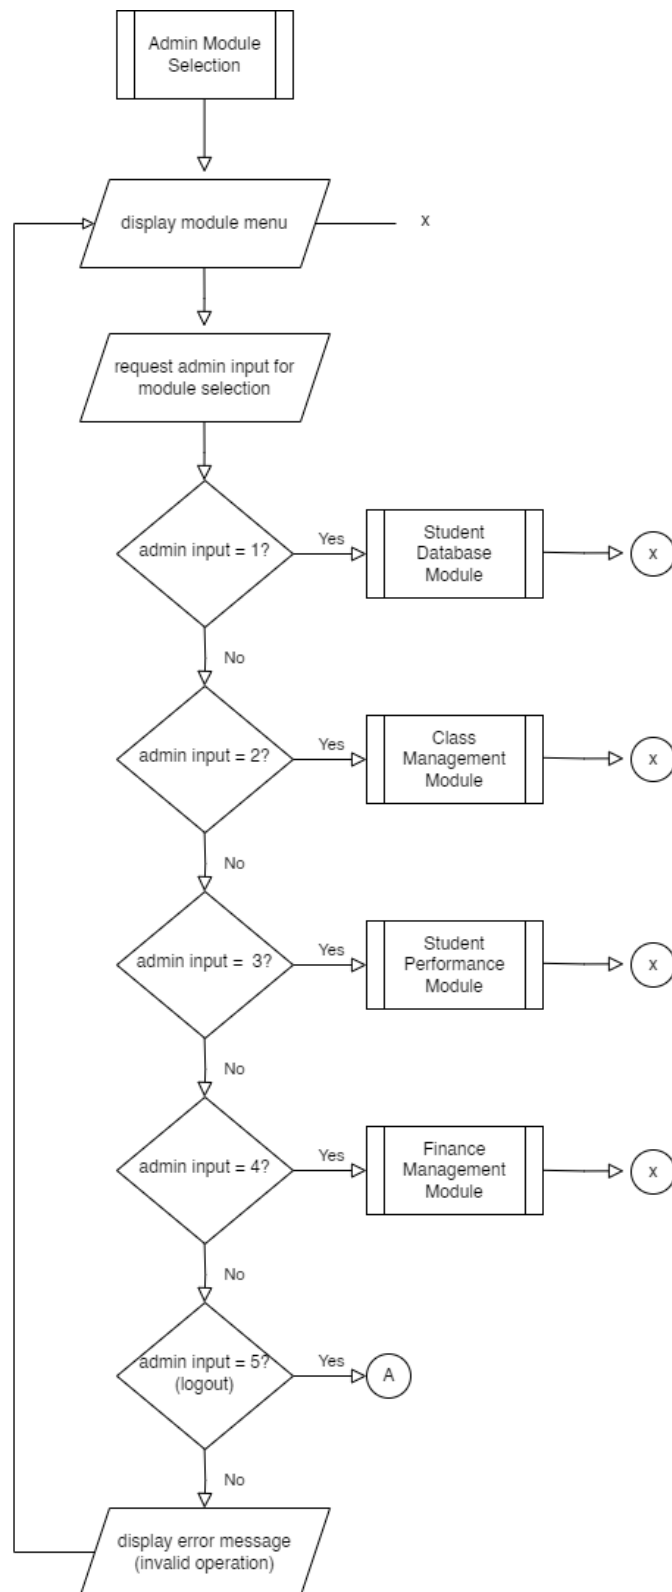 Admin Module
Selection
display module menu
x
request admin input for
module selection
admin input = 1?
Yes
Student
Database
Module
x
No
admin input = 2?
Yes
Class
Management
Module
x
No
admin input =  3?
Yes
Student
Performance
Module
x
No
admin input = 4?
Yes
Finance
Management
Module
x
No
admin input = 5?
(logout)
Yes
A
No
display error message
(invalid operation)